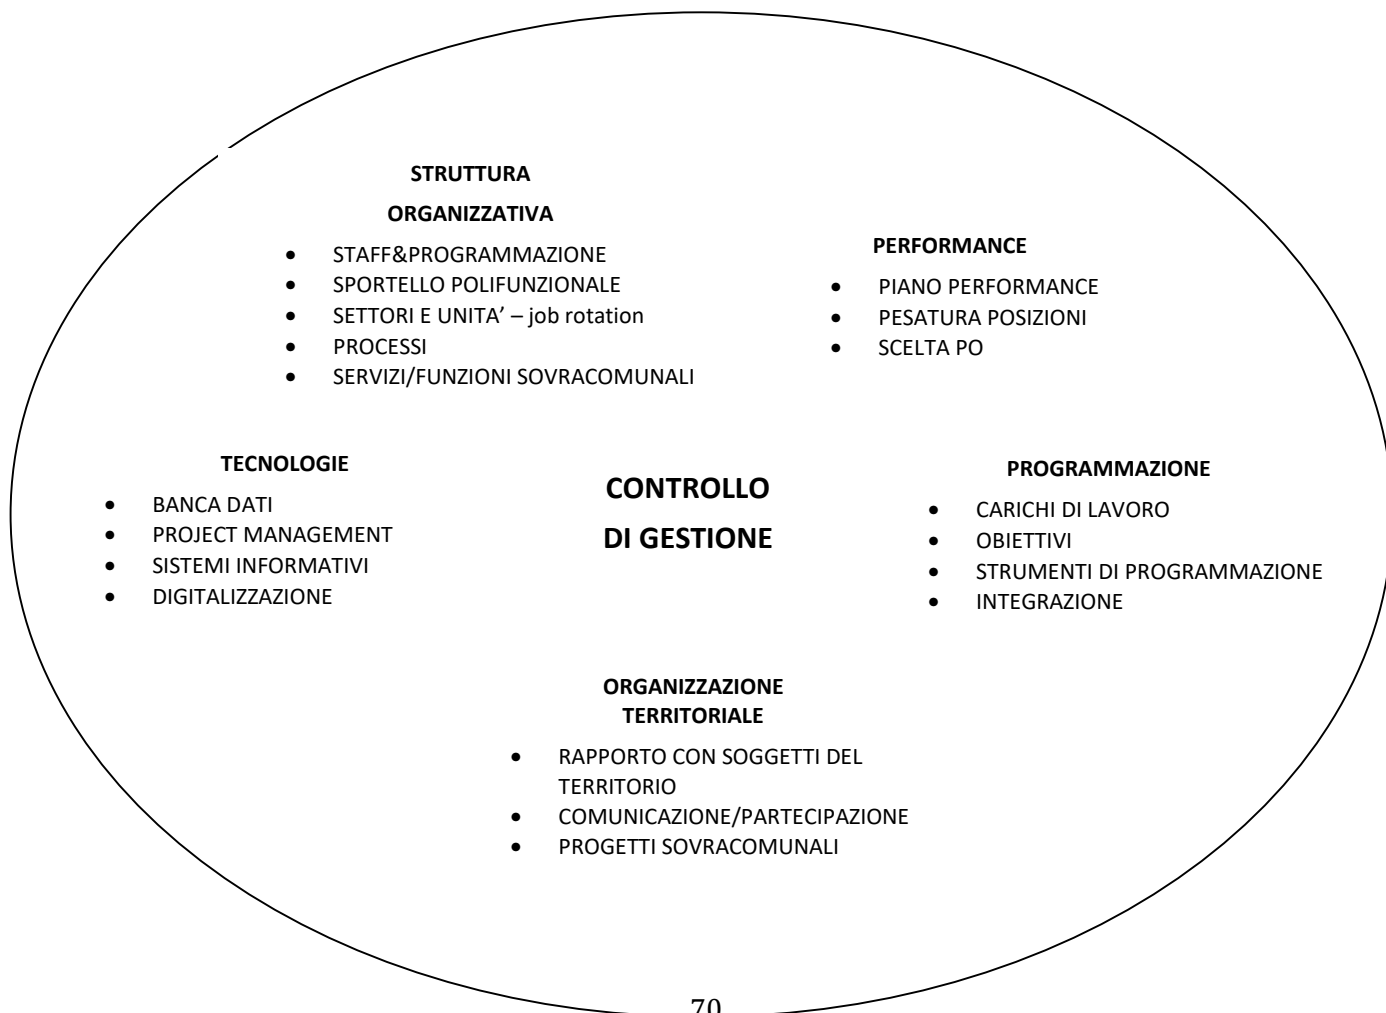 STRUTTURA
ORGANIZZATIVA
• STAFF&PROGRAMMAZIONE
• SPORTELLO POLIFUNZIONALE
• SETTORI E UNITA’ – job rotation
• PROCESSI
• SERVIZI/FUNZIONI SOVRACOMUNALI
PERFORMANCE
• PIANO PERFORMANCE
• PESATURA POSIZIONI
• SCELTA PO
TECNOLOGIE
• BANCA DATI
• PROJECT MANAGEMENT
• SISTEMI INFORMATIVI
• DIGITALIZZAZIONE
CONTROLLO
DI GESTIONE
PROGRAMMAZIONE
• CARICHI DI LAVORO
• OBIETTIVI
• STRUMENTI DI PROGRAMMAZIONE
• INTEGRAZIONE
ORGANIZZAZIONE
TERRITORIALE
• RAPPORTO CON SOGGETTI DEL
TERRITORIO
• COMUNICAZIONE/PARTECIPAZIONE
• PROGETTI SOVRACOMUNALI
70